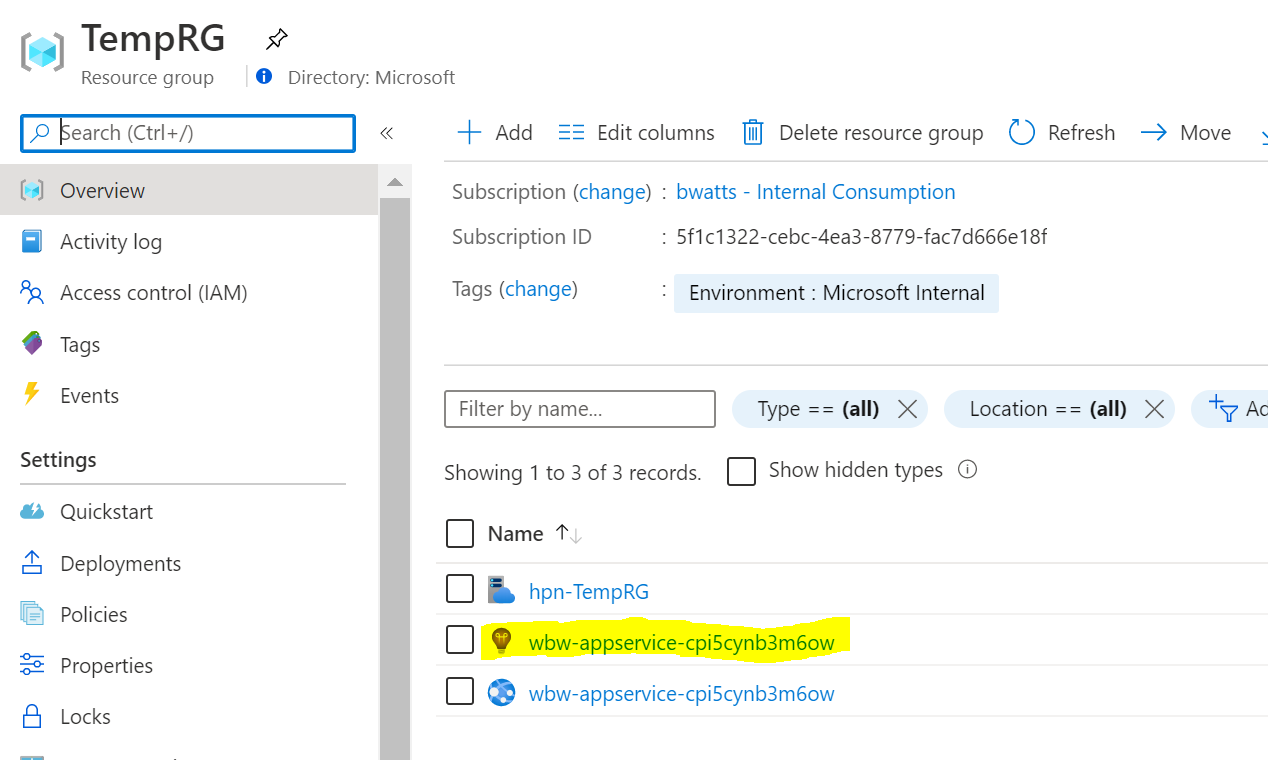 TempRG
Resource group
Directory: Microsoft
Search (Ctrl+/)
«
Add
Edit columns
Delete resource group
Refresh
Move
Overview
Activity log
Access control (IAM)
Tags
Events
Settings
Quickstart
Deployments
Policies
Properties
Locks
Subscription (change) : bwatts - Internal Consumption
Subscription ID : 5f1c1322-cebc-4ea3-8779-fac7d666e18f
Tags (change) : Environment : Microsoft Internal
Filter by name...
Type == (all)
Location == (all)
Showing 1 to 3 of 3 records.
Show hidden types
Name ↑↓
hpn-TempRG
wbw-appservice-cpi5cynb3m6ow
wbw-appservice-cpi5cynb3m6ow